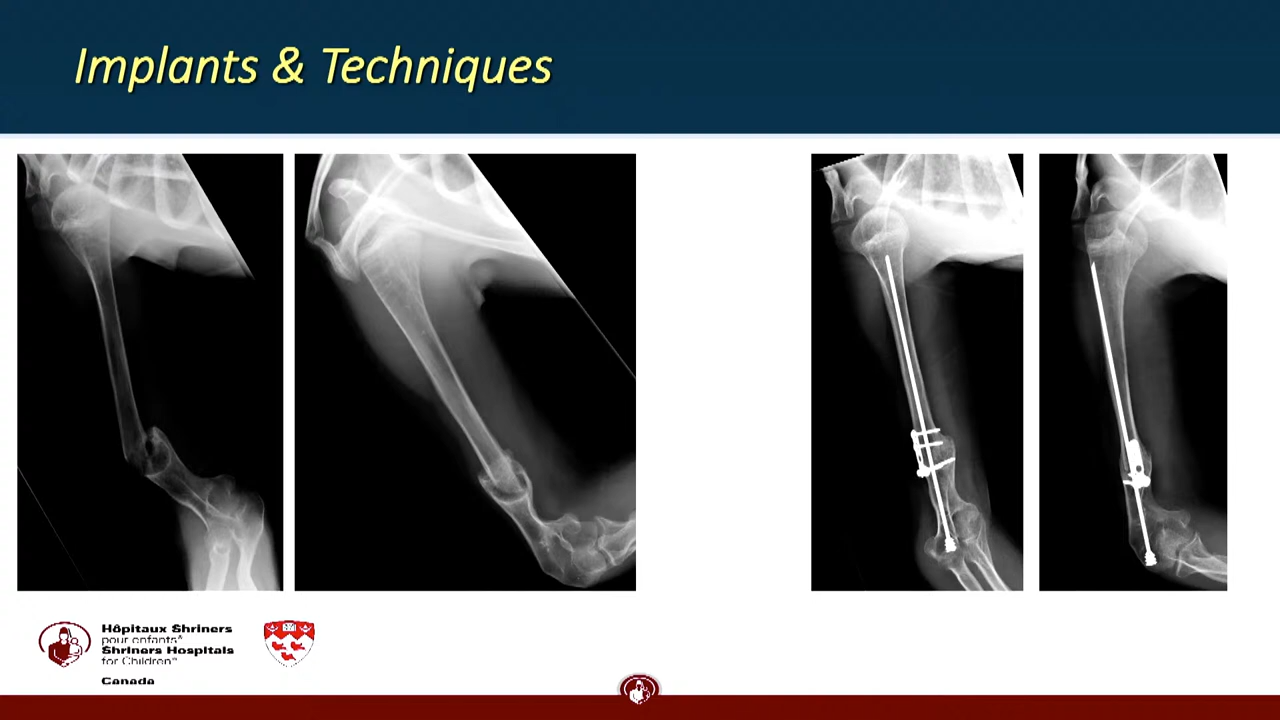 Implants & Techniques
Hôpitaux Shriners
pour enfants
Shriners Hospitals
for Children
Canada